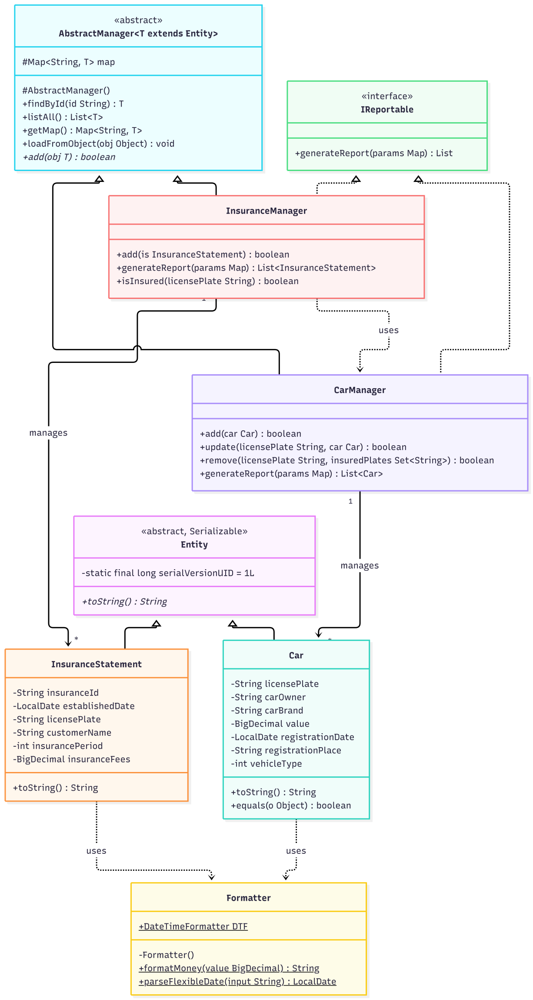 «abstract»
AbstractManager<T extends Entity>
#Map<String, T> map
#AbstractManager()
+findById(id String) : T
+listAll() : List<T>
+getMap() : Map<String, T>
+loadFromObject(obj Object) : void
+add(obj T) : boolean
«interface»
IReportable
+generateReport(params Map) : List
InsuranceManager
+add(is InsuranceStatement) : boolean
+generateReport(params Map) : List<InsuranceStatement>
+isInsured(licensePlate String) : boolean
1
uses
CarManager
+add(car Car) : boolean
+update(licensePlate String, car Car) : boolean
+remove(licensePlate String, insuredPlates Set<String>) : boolean
+generateReport(params Map) : List<Car>
manages
1
«abstract, Serializable»
Entity
-static final long serialVersionUID = 1L
+toString() : String
manages
*
*
InsuranceStatement
-String insuranceId
-LocalDate establishedDate
-String licensePlate
-String customerName
-int insurancePeriod
-BigDecimal insuranceFees
+toString() : String
Car
-String licensePlate
-String carOwner
-String carBrand
-BigDecimal value
-LocalDate registrationDate
-String registrationPlace
-int vehicleType
+toString() : String
+equals(o Object) : boolean
uses
uses
Formatter
+DateTimeFormatter DTF
-Formatter()
+formatMoney(value BigDecimal) : String
+parseFlexibleDate(input String) : LocalDate